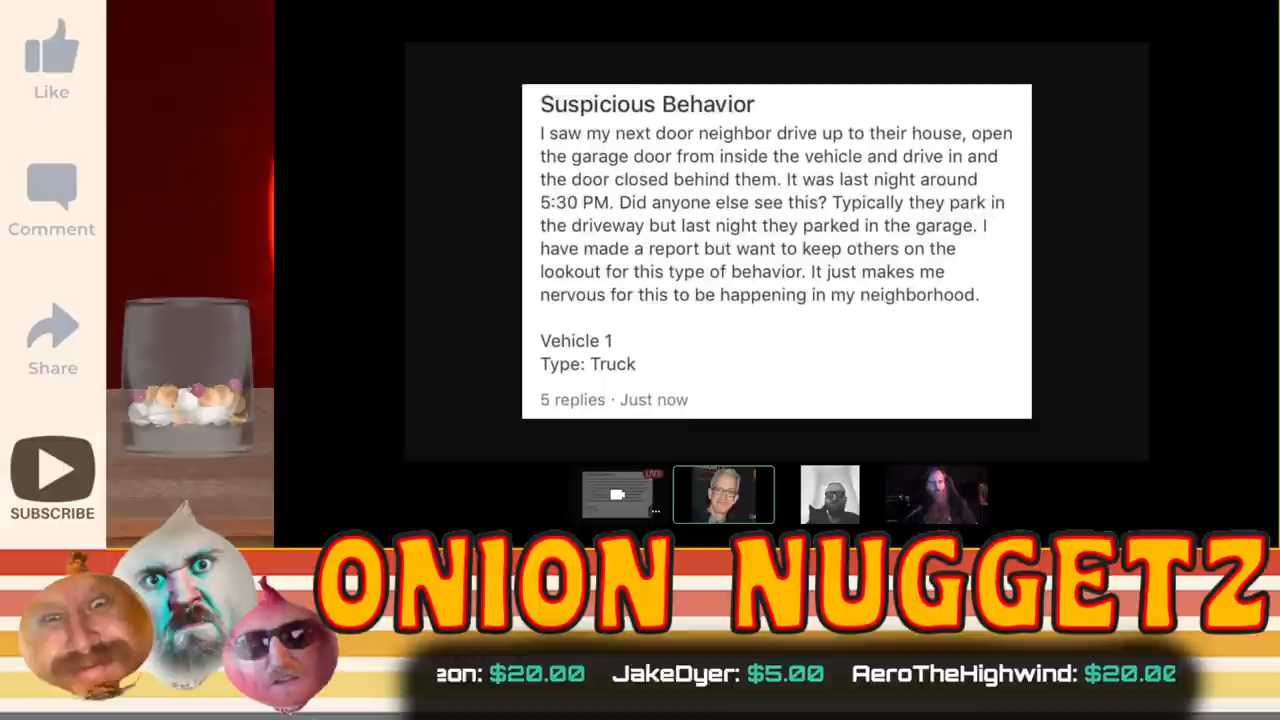 Like
Comment
Share
SUBSCRIBE
Suspicious Behavior
I saw my next door neighbor drive up to their house, open
the garage door from inside the vehicle and drive in and
the door closed behind them. It was last night around
5:30 PM. Did anyone else see this? Typically they park in
the driveway but last night they parked in the garage. I
have made a report but want to keep others on the
lookout for this type of behavior. It just makes me
nervous for this to be happening in my neighborhood.
Vehicle 1
Type: Truck
5 replies · Just now
LIVE
...
ONION NUGGETZ
eon: $20.00 JakeDyer: $5.00 AeroTheHighwind: $20.00